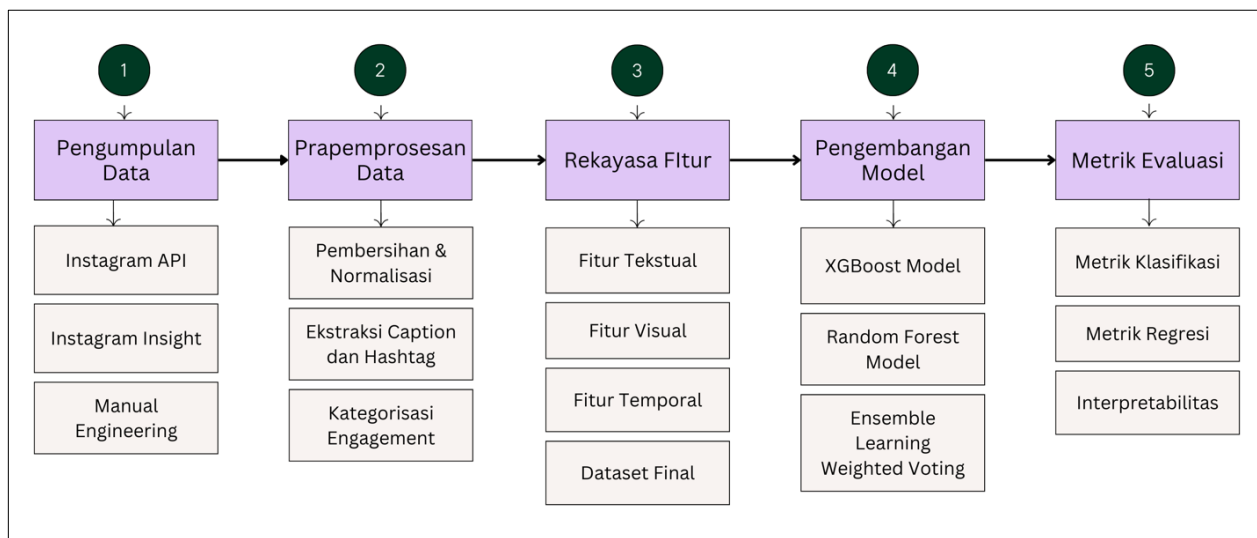 1
2
3
4
5
Pengumpulan
Data
Prapemprosesan
Data
Rekayasa FItur
Pengembangan
Model
Metrik Evaluasi
Instagram API
Instagram Insight
Manual
Engineering
Pembersihan &
Normalisasi
Ekstraksi Caption
dan Hashtag
Kategorisasi
Engagement
Fitur Tekstual
Fitur Visual
Fitur Temporal
Dataset Final
XGBoost Model
Random Forest
Model
Ensemble
Learning
Weighted Voting
Metrik Klasifikasi
Metrik Regresi
Interpretabilitas